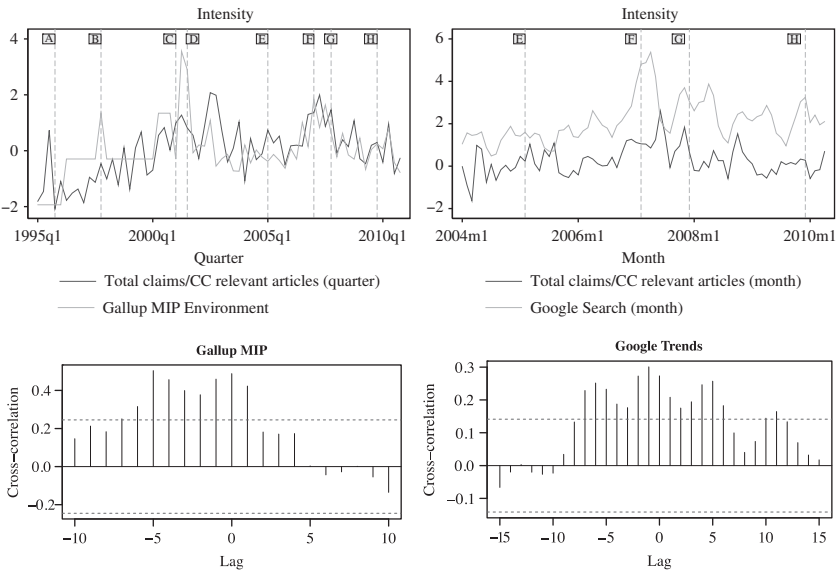 Intensity
4
2
0
−2
A
B
C
D
E
F
G
H
1995q1
2000q1
2005q1
2010q1
Quarter
Total claims/CC relevant articles (quarter)
Gallup MIP Environment
Intensity
6
4
2
0
−2
E
F
G
H
2004m1
2006m1
2008m1
2010m1
Month
Total claims/CC relevant articles (month)
Google Search (month)
Gallup MIP
Cross−correlation
0.4
0.2
0.0
−0.2
−10
−5
0
5
10
Lag
Google Trends
Cross−correlation
0.3
0.2
0.1
0.0
−0.1
−15
−10
−5
0
5
10
15
Lag